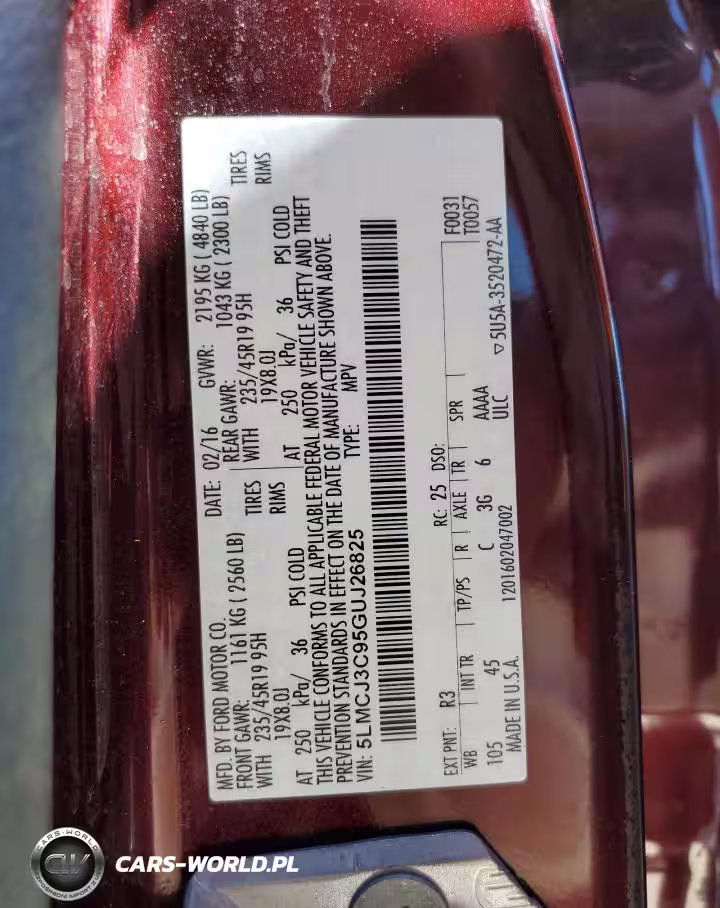 MFD. BY FORD MOTOR CO. DATE: 02/16 GVWR: 2195 KG ( 4840 LB)
FRONT GAWR: 1161 KG ( 2560 LB) REAR GAWR: 1043 KG ( 2300 LB)
WITH 235/45R19 95H TIRES WITH 235/45R19 95H TIRES
19X8.0J RIMS 19X8.0J RIMS
AT 250 kPa/ 36 PSI COLD AT 250 kPa/ 36 PSI COLD
THIS VEHICLE CONFORMS TO ALL APPLICABLE FEDERAL MOTOR VEHICLE SAFETY AND THEFT
PREVENTION STANDARDS IN EFFECT ON THE DATE OF MANUFACTURE SHOWN ABOVE.
VIN: 5LMCJ3C95GUJ26825 TYPE: MPV
F0031
EXT PNT: R3 RC: 25 DSO: T0057
WB INT TR TP/PS R AXLE TR SPR
105 45 C 3G 6 AAAA
MADE IN U.S.A. 1201602047002 ULC ▽5U5A-3520472-AA
CARS-WORLD
CW
CARS-WORLD.PL